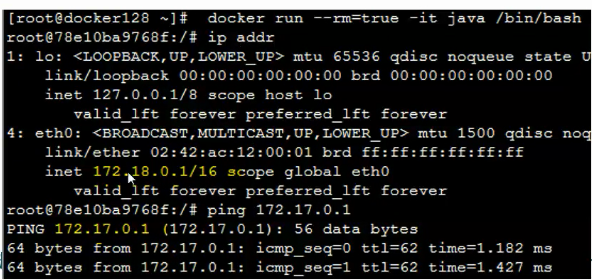 [root@docker128 ~]#  docker run --rm=true -it java /bin/bash
root@78e10ba9768f:/# ip addr
1: lo: <LOOPBACK,UP,LOWER_UP> mtu 65536 qdisc noqueue state U
link/loopback 00:00:00:00:00:00 brd 00:00:00:00:00:00
inet 127.0.0.1/8 scope host lo
valid_lft forever preferred_lft forever
4: eth0: <BROADCAST,MULTICAST,UP,LOWER_UP> mtu 1500 qdisc noq
link/ether 02:42:ac:12:00:01 brd ff:ff:ff:ff:ff:ff
inet 172.18.0.1/16 scope global eth0
valid_lft forever preferred_lft forever
root@78e10ba9768f:/# ping 172.17.0.1
PING 172.17.0.1 (172.17.0.1): 56 data bytes
64 bytes from 172.17.0.1: icmp_seq=0 ttl=62 time=1.182 ms
64 bytes from 172.17.0.1: icmp_seq=1 ttl=62 time=1.427 ms